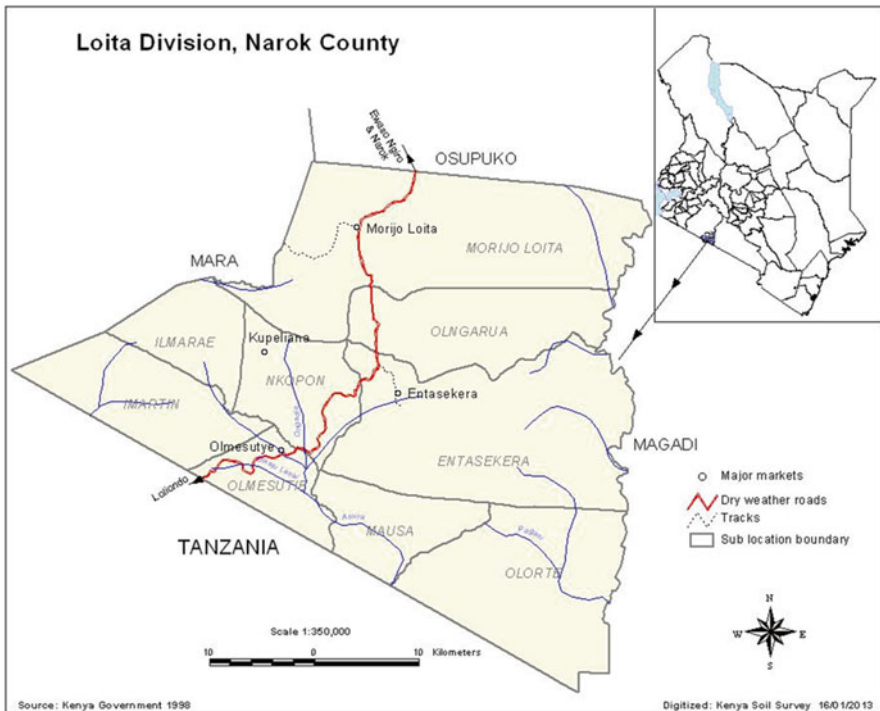 Loita Division, Narok County
Ewaso Ngiro
& Narok
OSUPUKO
Morijo Loita
MORIJO LOITA
MARA
OLNGARUA
ILMARAE
Kupeliana
NKOPON
Entasekera
IMARTIN
Olmesutye
MAGADI
ENTASEKERA
OLMESUTIE
Loliondo
MAUSA
TANZANIA
OLORTE
Major markets
Dry weather roads
Tracks
Sub location boundary
N
W E
S
Scale 1:350,000
10 0 10 Kilometers
Source: Kenya Government 1998
Digitized: Kenya Soil Survey 16/01/2013